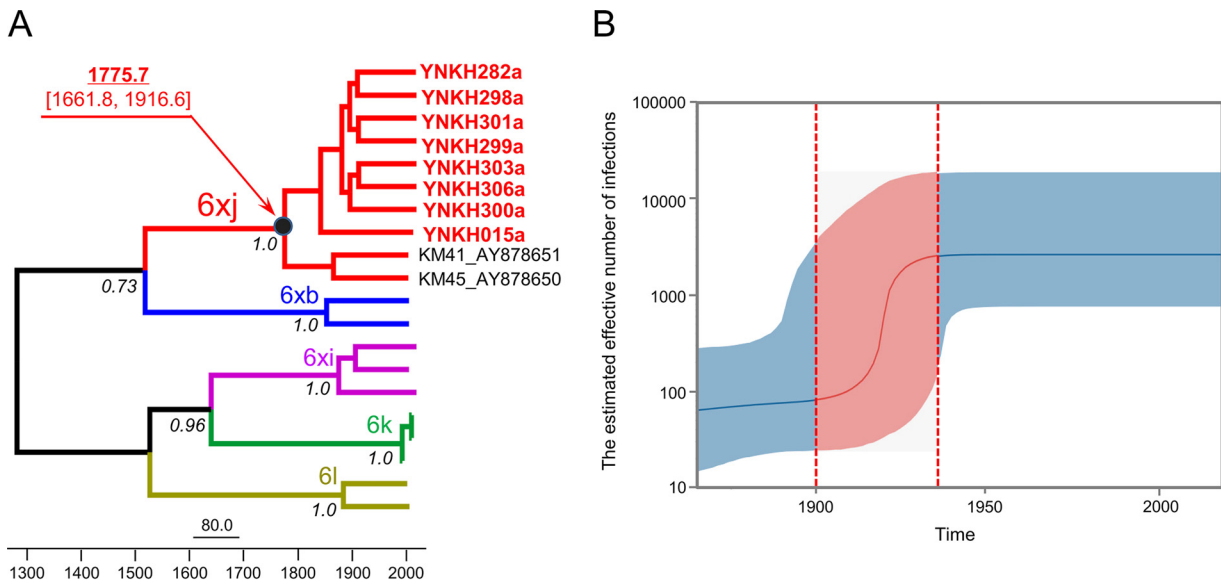 A
1775.7
[1661.8, 1916.6]
YNKH282a
YNKH298a
YNKH301a
YNKH299a
YNKH303a
YNKH306a
YNKH300a
YNKH015a
KM41_AY878651
KM45_AY878650
6xj
1.0
0.73
6xb
1.0
6xi
1.0
0.96
6k
1.0
6l
1.0
80.0
1300 1400 1500 1600 1700 1800 1900 2000
B
The estimated effective number of infections
100000
10000
1000
100
10
1900 1950 2000
Time